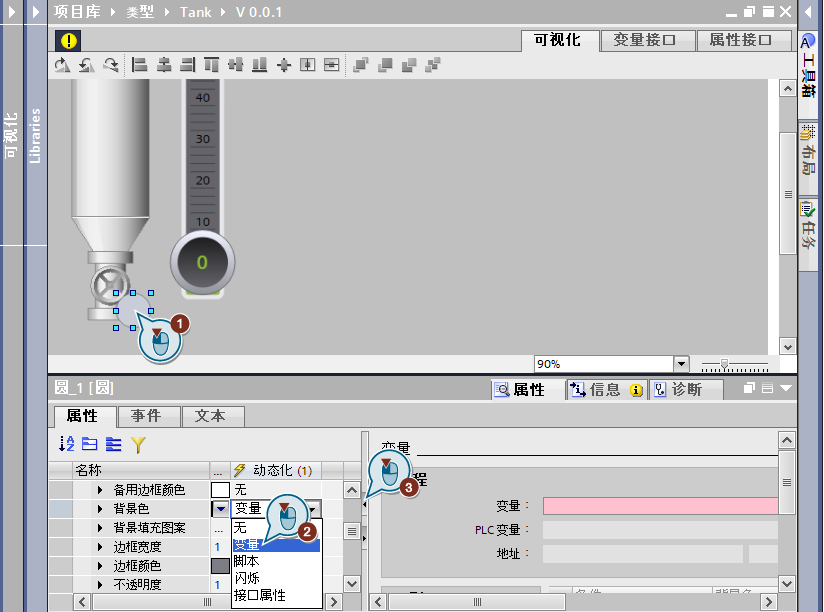 项目库 类型 Tank V 0.0.1
可视化 变量接口 属性接口
可视化
Libraries
工具箱
布局
任务
40
30
20
10
0
1
90%
圆_1 [圆]
属性 信息 诊断
属性 事件 文本
名称 ... 动态化 (1)
备用边框颜色 无
背景色 变量
背景填充图案 ...
边框宽度 1
边框颜色
不透明度 1
无
变量
脚本
闪烁
接口属性
2
变量
3
程
变量：
PLC 变量：
地址：